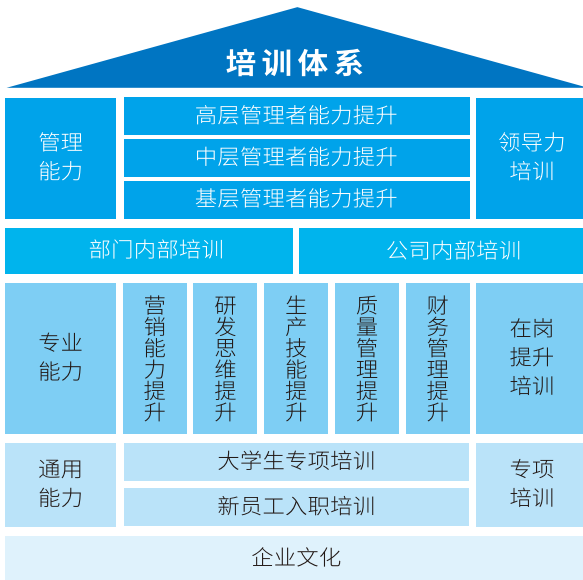 培训体系
管理
能力
高层管理者能力提升
中层管理者能力提升
基层管理者能力提升
领导力
培训
部门内部培训
公司内部培训
专业
能力
营销能力提升
研发思维提升
生产技能提升
质量管理提升
财务管理提升
在岗
提升
培训
通用
能力
大学生专项培训
新员工入职培训
专项
培训
企业文化